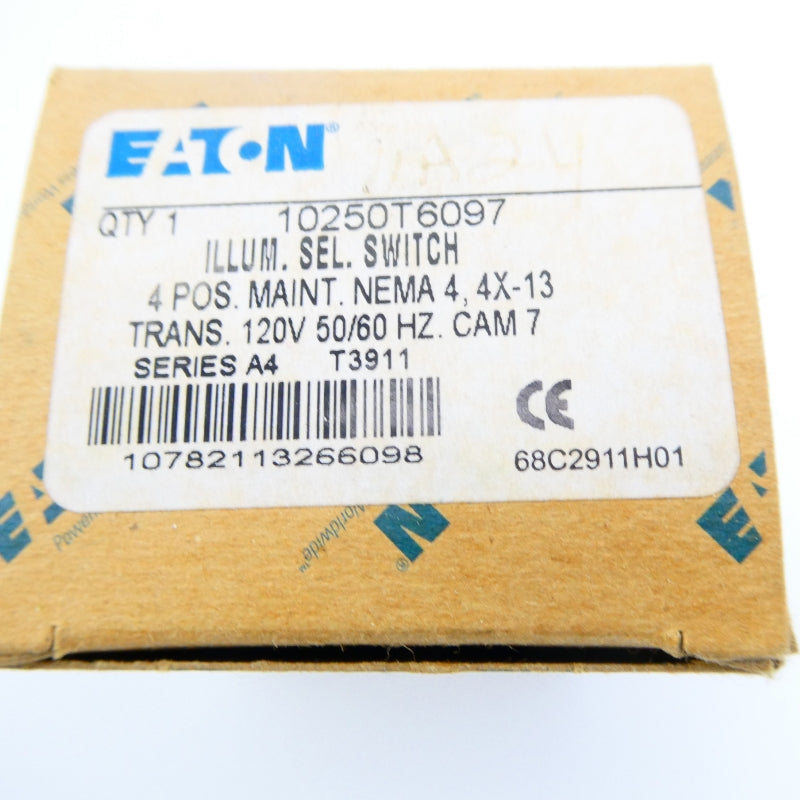 EATON®
QTY 1 10250T6097
ILLUM. SEL. SWITCH
4 POS. MAINT. NEMA 4, 4X-13
TRANS. 120V 50/60 HZ. CAM 7
SERIES A4 T3911
CE
10782113266098
68C2911H01
Worldwide™
®